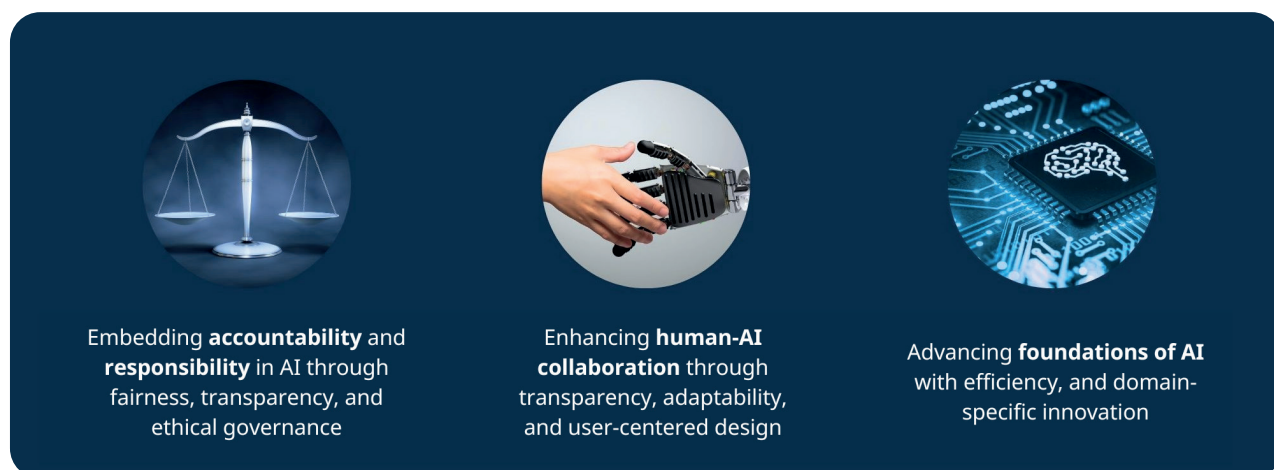 Embedding accountability and
responsibility in AI through
fairness, transparency, and
ethical governance
Enhancing human-AI
collaboration through
transparency, adaptability,
and user-centered design
Advancing foundations of AI
with efficiency, and domain-
specific innovation